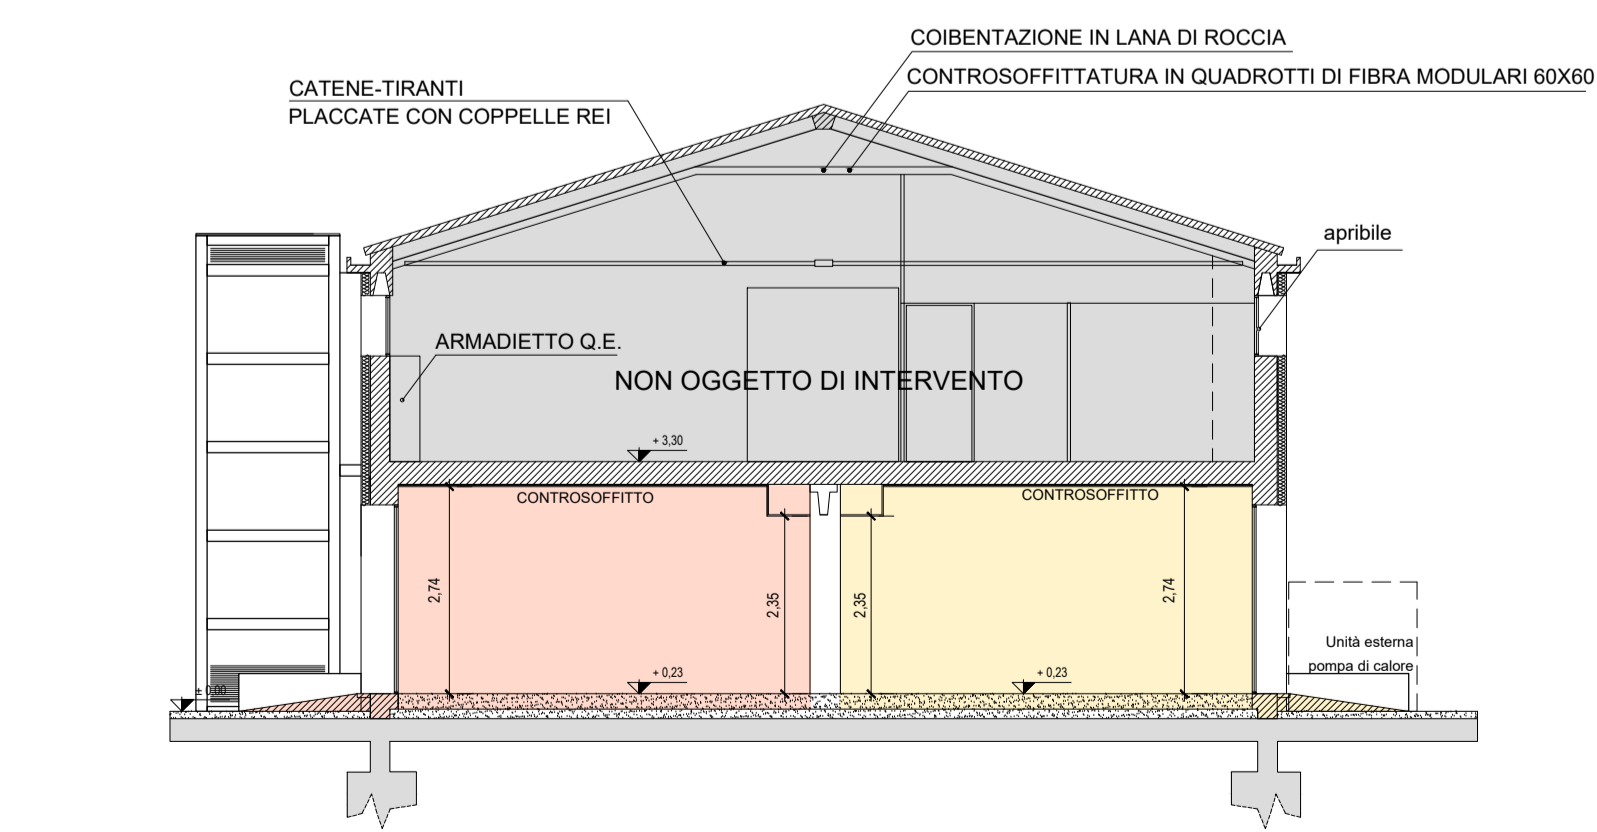 COIBENTAZIONE IN LANA DI ROCCIA
CONTROSOFFITTATURA IN QUADROTTI DI FIBRA MODULARI 60X60
CATENE-TIRANTI
PLACCATE CON COPPELLE REI
apribile
ARMADIETTO Q.E.
NON OGGETTO DI INTERVENTO
+ 3,30
CONTROSOFFITTO
CONTROSOFFITTO
2,74
2,35
2,35
2,74
Unità esterna
pompa di calore
+ 0,23
+ 0,23
± 0,00